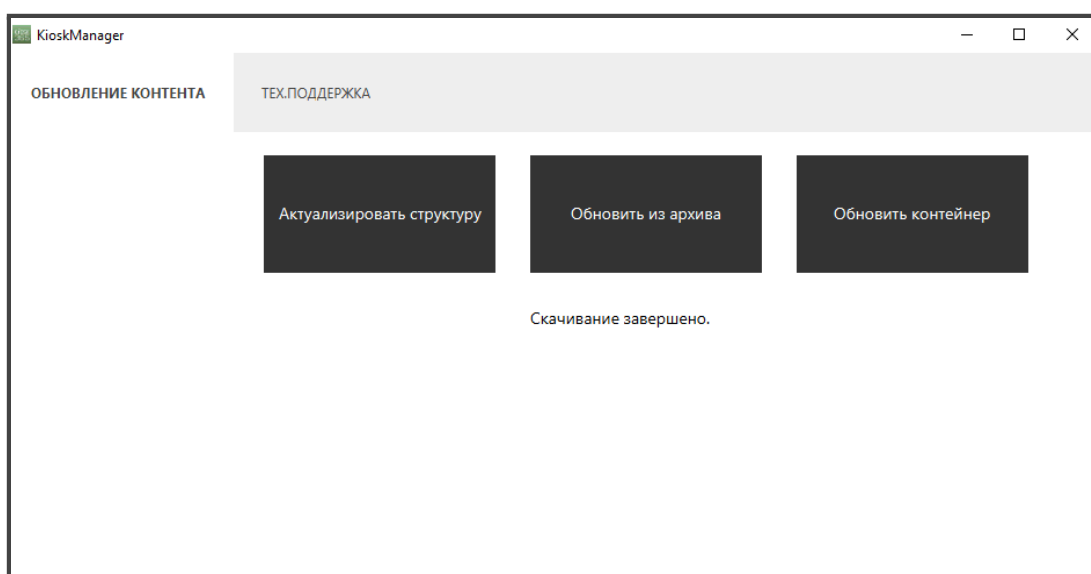 KioskManager
ОБНОВЛЕНИЕ КОНТЕНТА
ТЕХ.ПОДДЕРЖКА
Актуализировать структуру
Обновить из архива
Обновить контейнер
Скачивание завершено.